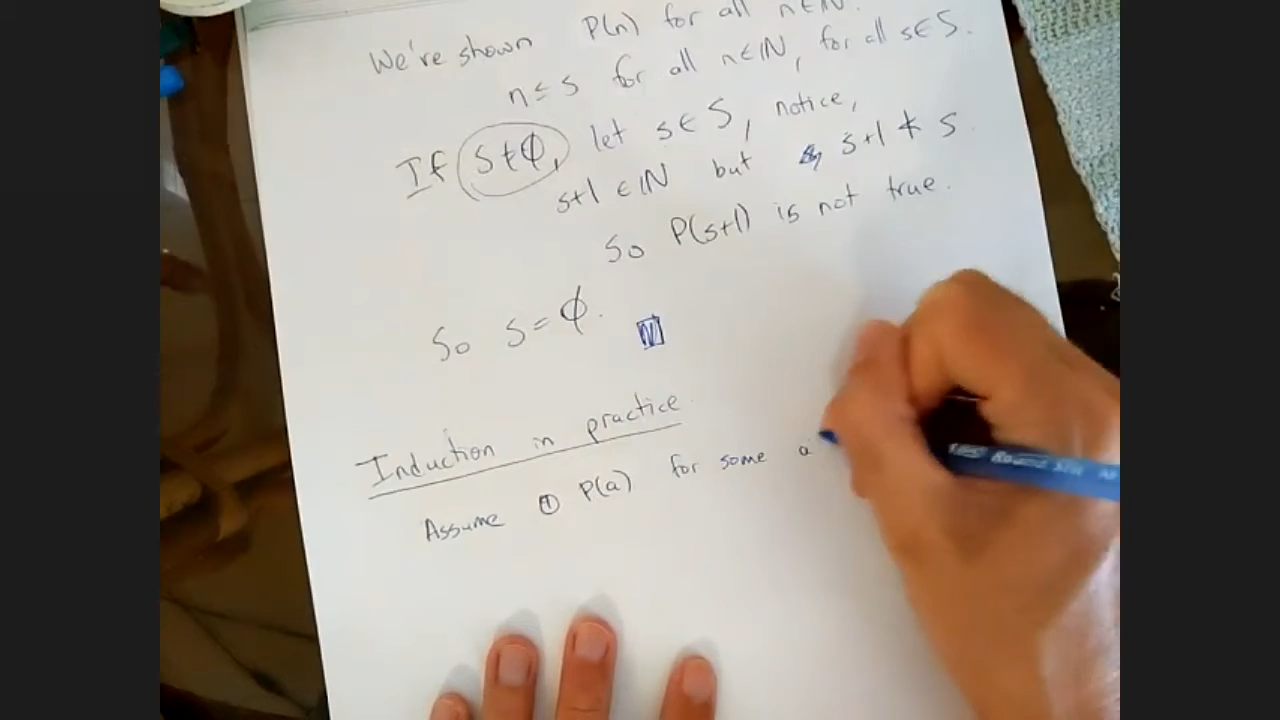 We've shown P(n) for all n∈ℕ.
n ≤ s for all n∈ℕ, for all s∈S.
If S≠∅, let s∈S, notice,
s+1 ∈ℕ but s+1 ≰ s
So P(s+1) is not true.
So S = ∅.
Induction in practice
Assume ① P(a) for some a